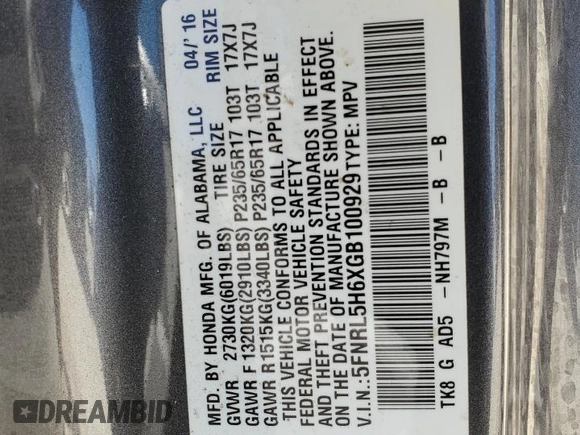 MFD. BY HONDA MFG. OF ALABAMA, LLC 04/'16
GVWR 2730KG(6019LBS) TIRE SIZE RIM SIZE
GAWR F 1320KG(2910LBS) P235/65R17 103T 17X7J
GAWR R 1515KG(3340LBS) P235/65R17 103T 17X7J
THIS VEHICLE CONFORMS TO ALL APPLICABLE
FEDERAL MOTOR VEHICLE SAFETY
AND THEFT PREVENTION STANDARDS IN EFFECT
ON THE DATE OF MANUFACTURE SHOWN ABOVE.
V.I.N.:5FNRL5H6XGB100929 TYPE: MPV
TK8 G AD5 -NH797M -B -B
DREAMBID